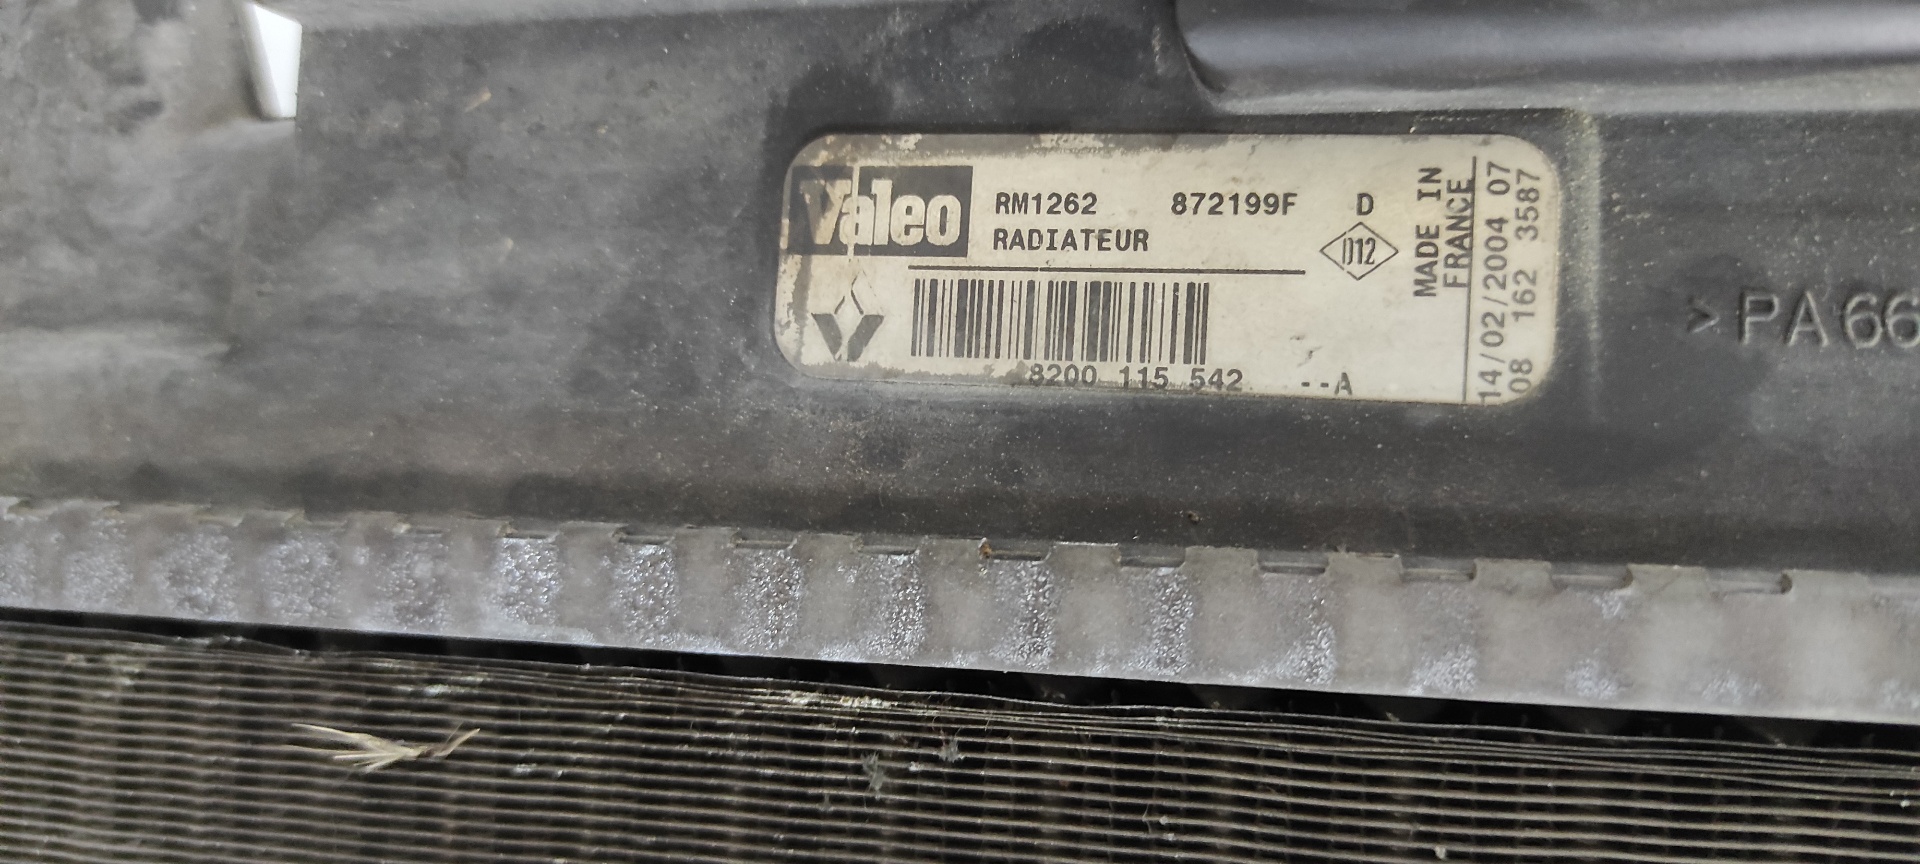 Valeo RM1262 872199F D
RADIATEUR
D12
8200 115 542 --A
MADE IN
FRANCE
14/02/2004 07
08 162 3587
>PA66